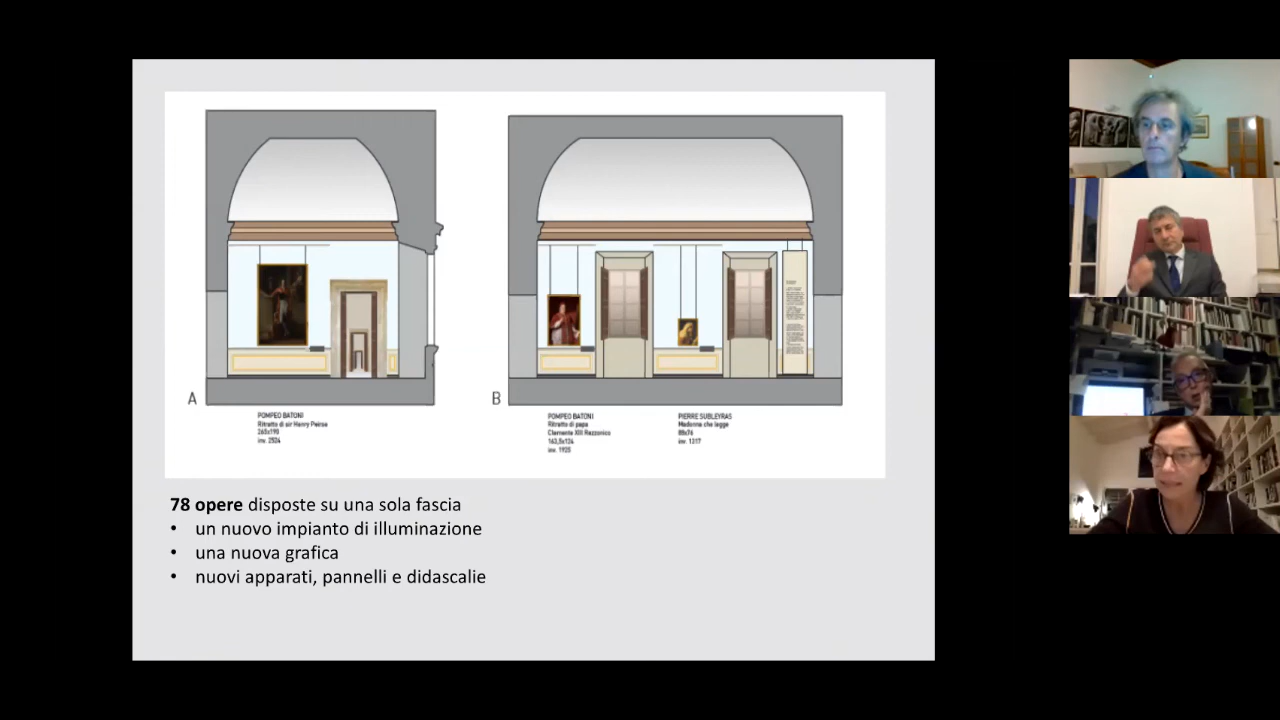 A
B
POMPEO BATONI
Ritratto di sir Henry Peirse
265x190
inv. 2524
POMPEO BATONI
Ritratto di papa
Clemente XIII Rezzonico
163,5x124
inv. 1925
PIERRE SUBLEYRAS
Madonna che legge
88x76
inv. 1317
78 opere disposte su una sola fascia
• un nuovo impianto di illuminazione
• una nuova grafica
• nuovi apparati, pannelli e didascalie